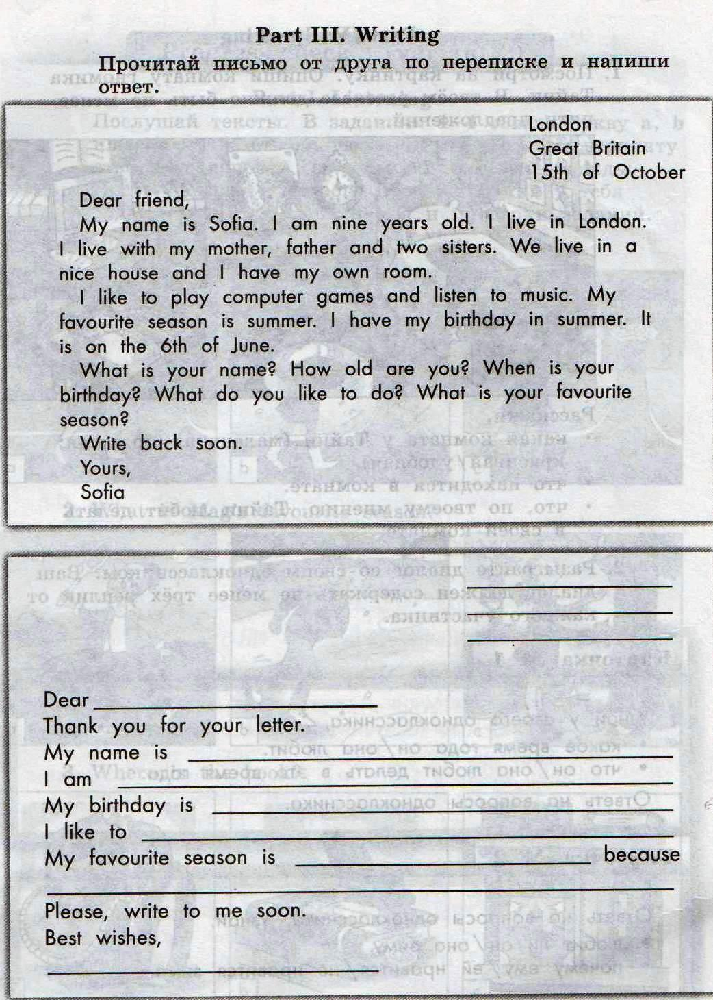 Part III. Writing
Прочитай письмо от друга по переписке и напиши
ответ.
London
Great Britain
15th of October
Dear friend,
My name is Sofia. I am nine years old. I live in London.
I live with my mother, father and two sisters. We live in a
nice house and I have my own room.
I like to play computer games and listen to music. My
favourite season is summer. I have my birthday in summer. It
is on the 6th of June.
What is your name? How old are you? When is your
birthday? What do you like to do? What is your favourite
season?
Write back soon.
Yours,
Sofia
Dear
Thank you for your letter.
My name is
I am
My birthday is
I like to
My favourite season is because
Please, write to me soon.
Best wishes,